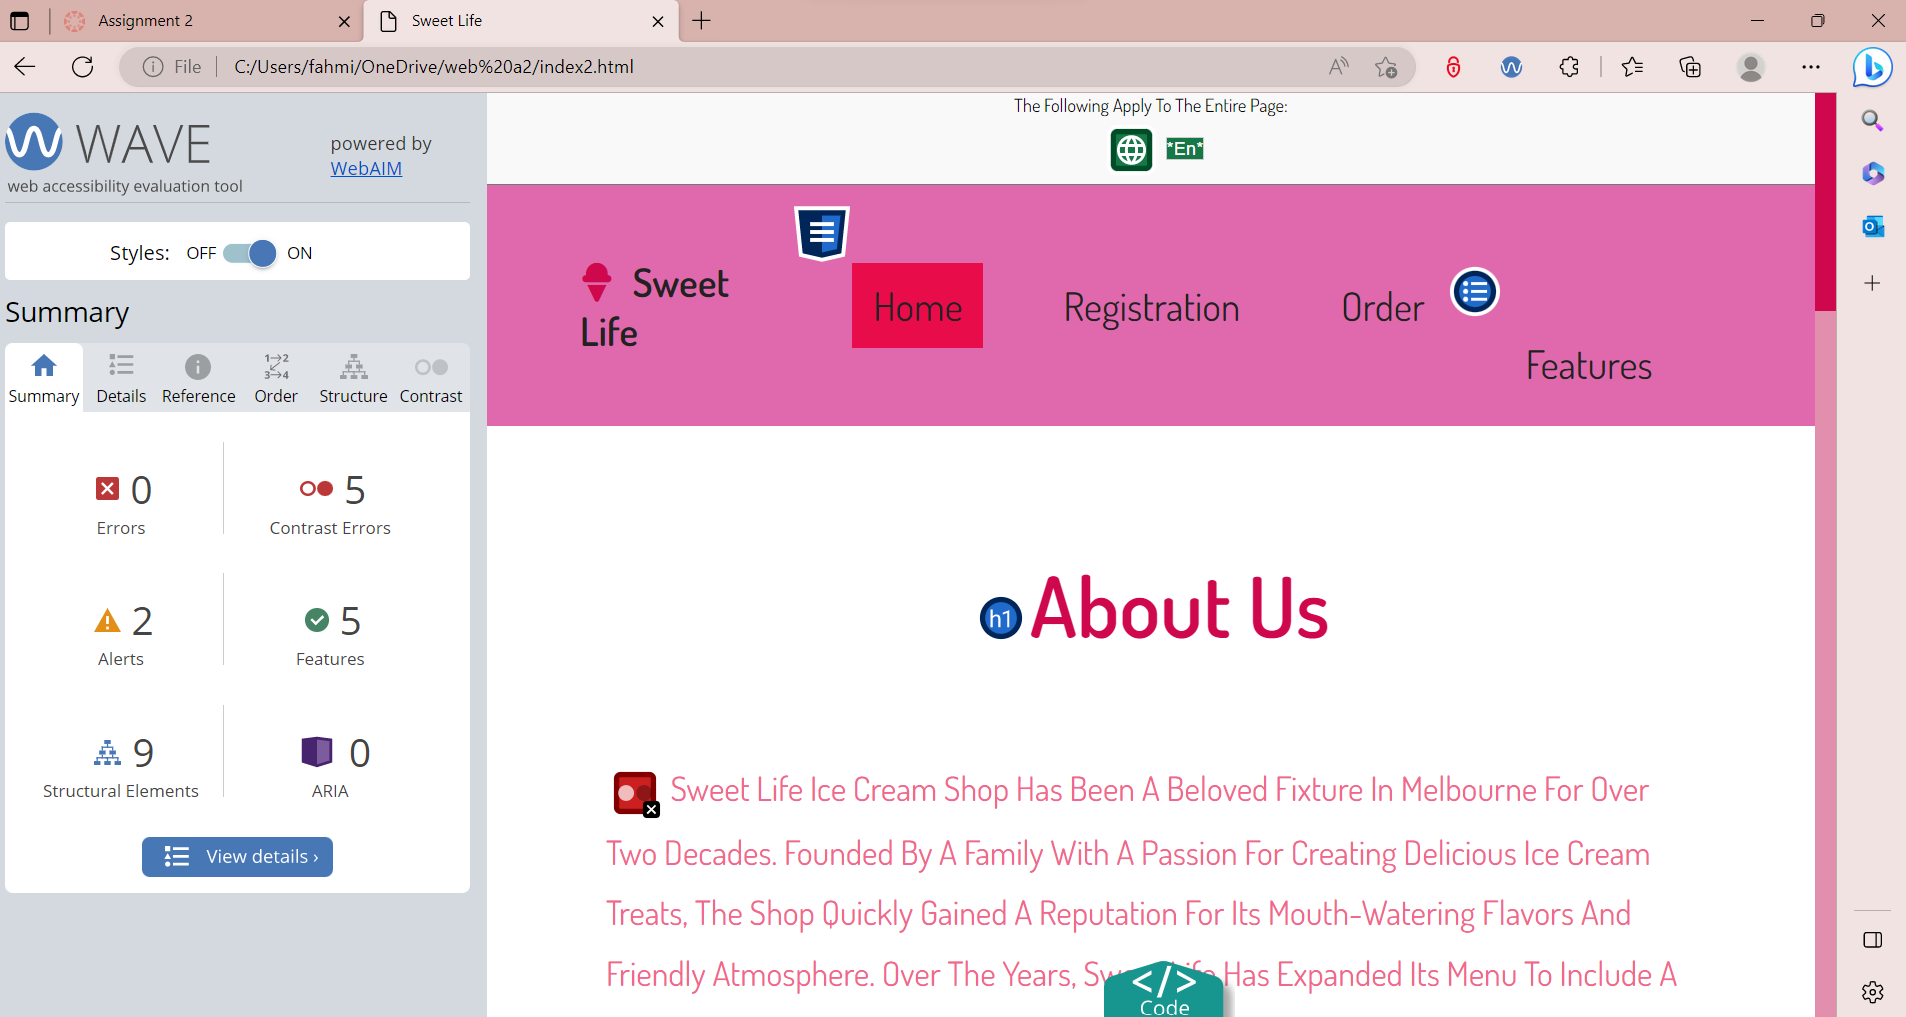 Assignment 2
Sweet Life
File
C:/Users/fahmi/OneDrive/web%20a2/index2.html
WAVE
powered by
WebAIM
web accessibility evaluation tool
Styles: OFF ON
Summary
Summary Details Reference Order Structure Contrast
0
Errors
5
Contrast Errors
2
Alerts
5
Features
9
Structural Elements
0
ARIA
View details ›
The Following Apply To The Entire Page:
*En*
Sweet
Life
Home
Registration
Order
Features
h1 About Us
Sweet Life Ice Cream Shop Has Been A Beloved Fixture In Melbourne For Over
Two Decades. Founded By A Family With A Passion For Creating Delicious Ice Cream
Treats, The Shop Quickly Gained A Reputation For Its Mouth-Watering Flavors And
Friendly Atmosphere. Over The Years, Sweet Life Has Expanded Its Menu To Include A
</>
Code